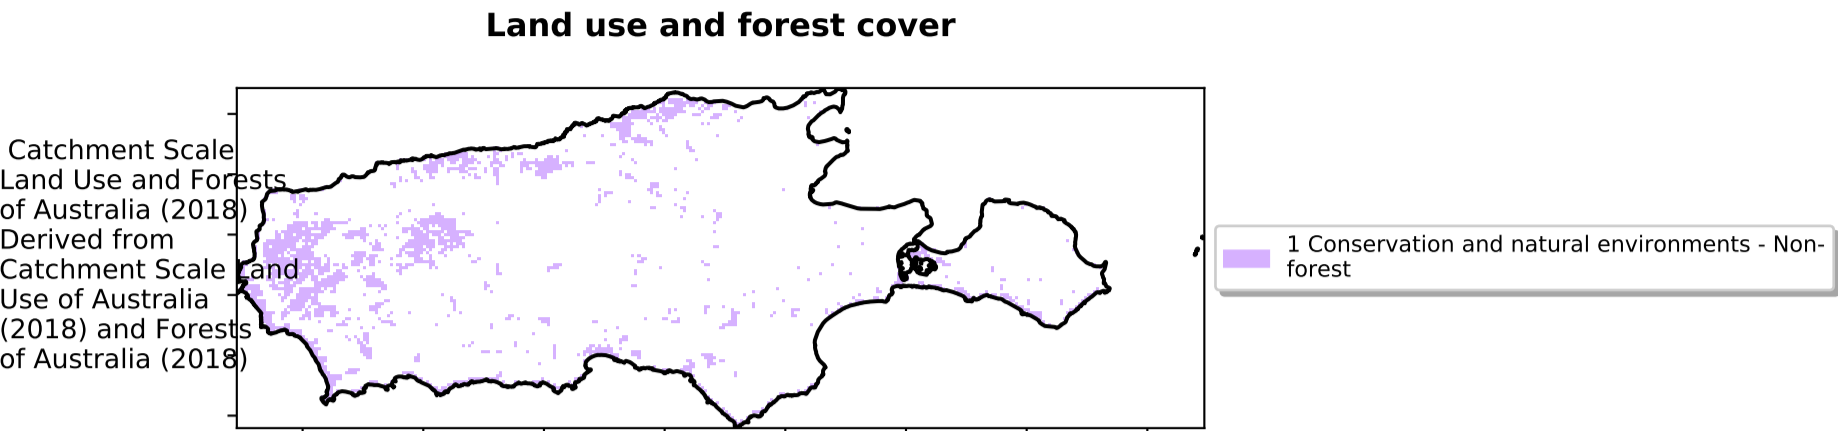 Land use and forest cover
Catchment Scale
Land Use and Forests
of Australia (2018)
Derived from
Catchment Scale Land
Use of Australia
(2018) and Forests
of Australia (2018)
1 Conservation and natural environments - Non-
forest